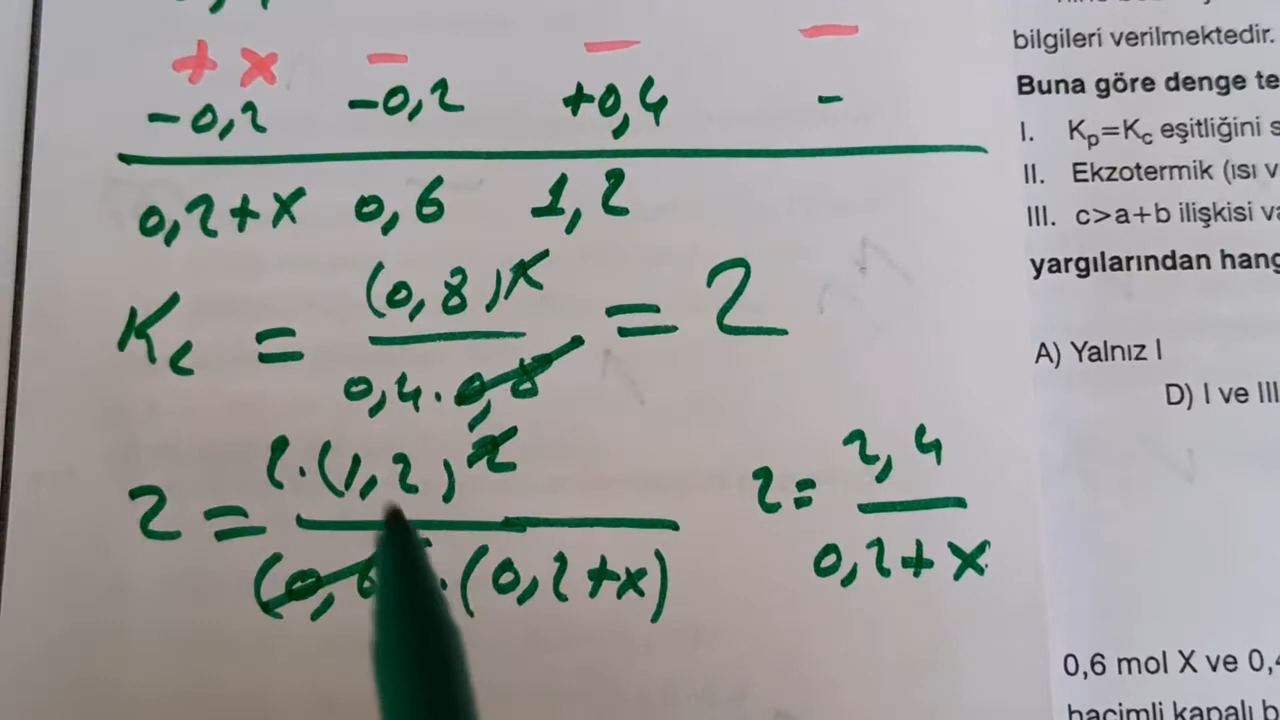 +x - - -
-0,2 -0,2 +0,4 -
0,2+x 0,6 1,2
Kc = (0,8)² / 0,4 . 0,8 = 2
2 = 2.(1,2)² / (0,6).(0,2+x)
2 = 2,4 / 0,2+x
bilgileri verilmektedir.
Buna göre denge te
I. Kp=Kc eşitliğini s
II. Ekzotermik (ısı v
III. c>a+b ilişkisi va
yargılarından hang
A) Yalnız I
D) I ve III
0,6 mol X ve 0,4
hacimli kapalı b